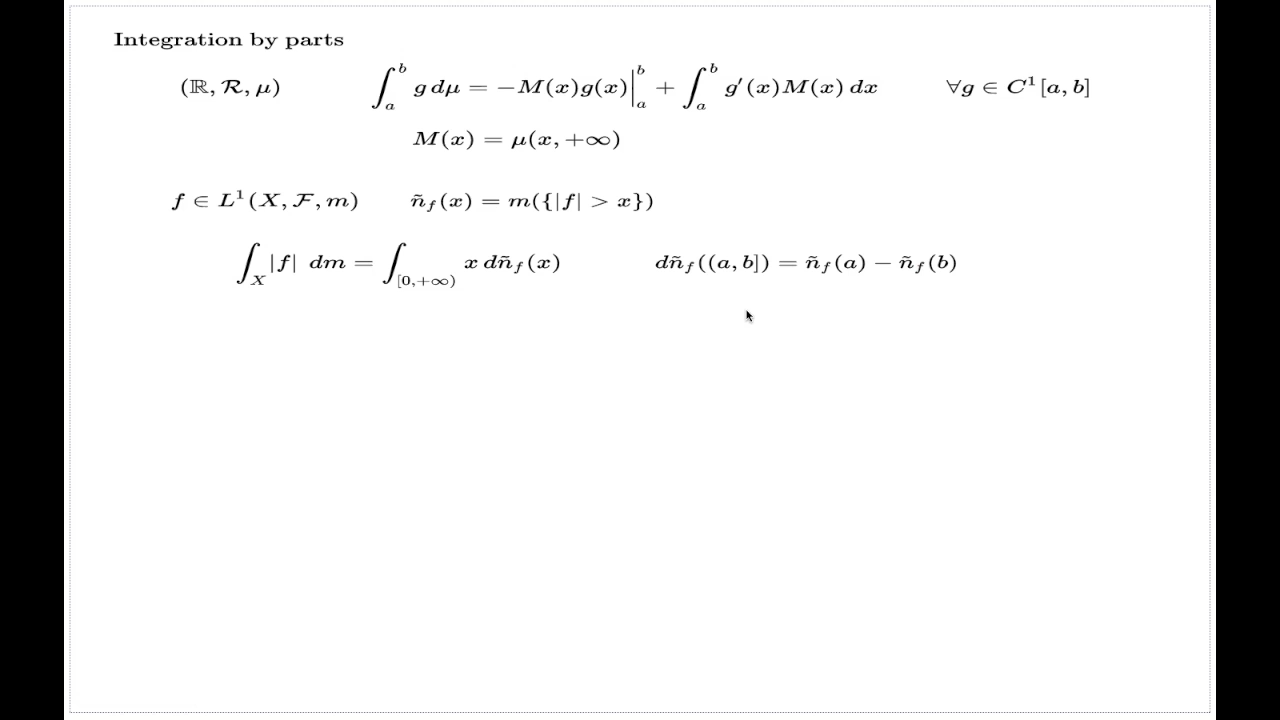 Integration by parts
(ℝ, 𝓡, μ)   ∫_a^b g dμ = −M(x)g(x)|_a^b + ∫_a^b g′(x)M(x) dx   ∀g ∈ C¹[a, b]
M(x) = μ(x, +∞)
f ∈ L¹(X, 𝓕, m)   ñ_f(x) = m({|f| > x})
∫_X |f| dm = ∫_{[0,+∞)} x dñ_f(x)   dñ_f((a, b]) = ñ_f(a) − ñ_f(b)